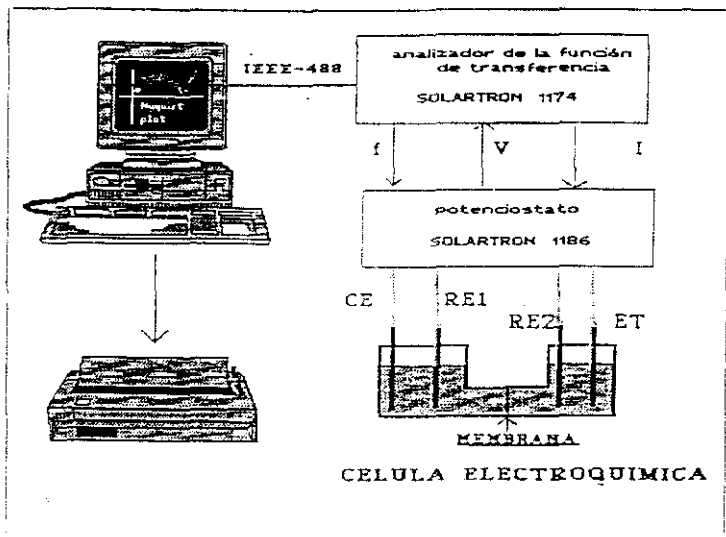 IEEE-488
analizador de la función
de transferencia
SOLARTRON 1174
Nuquist
plot
f
V
I
potenciostato
SOLARTRON 1186
CE
RE1
RE2
ET
MEMBRANA
CELULA ELECTROQUIMICA